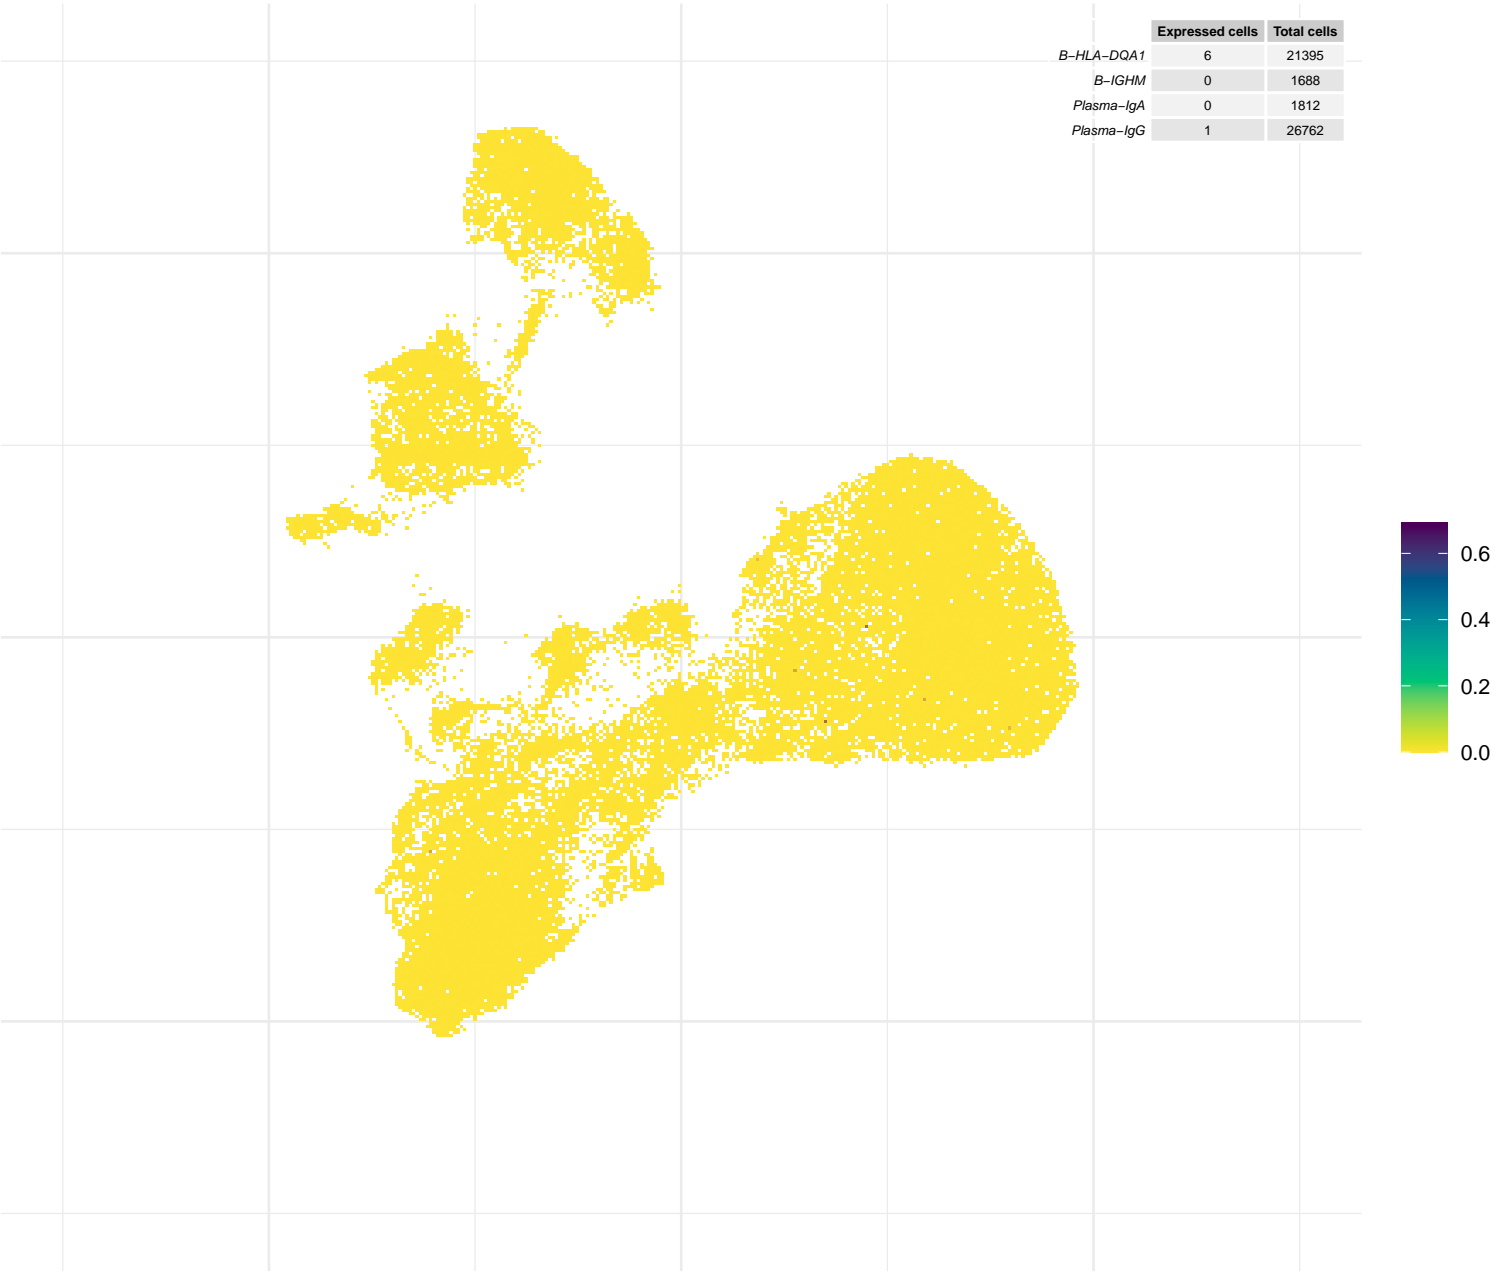 Expressed cells Total cells
B−HLA−DQA1 6 21395
B−IGHM 0 1688
Plasma−IgA 0 1812
Plasma−IgG 1 26762
0.6
0.4
0.2
0.0